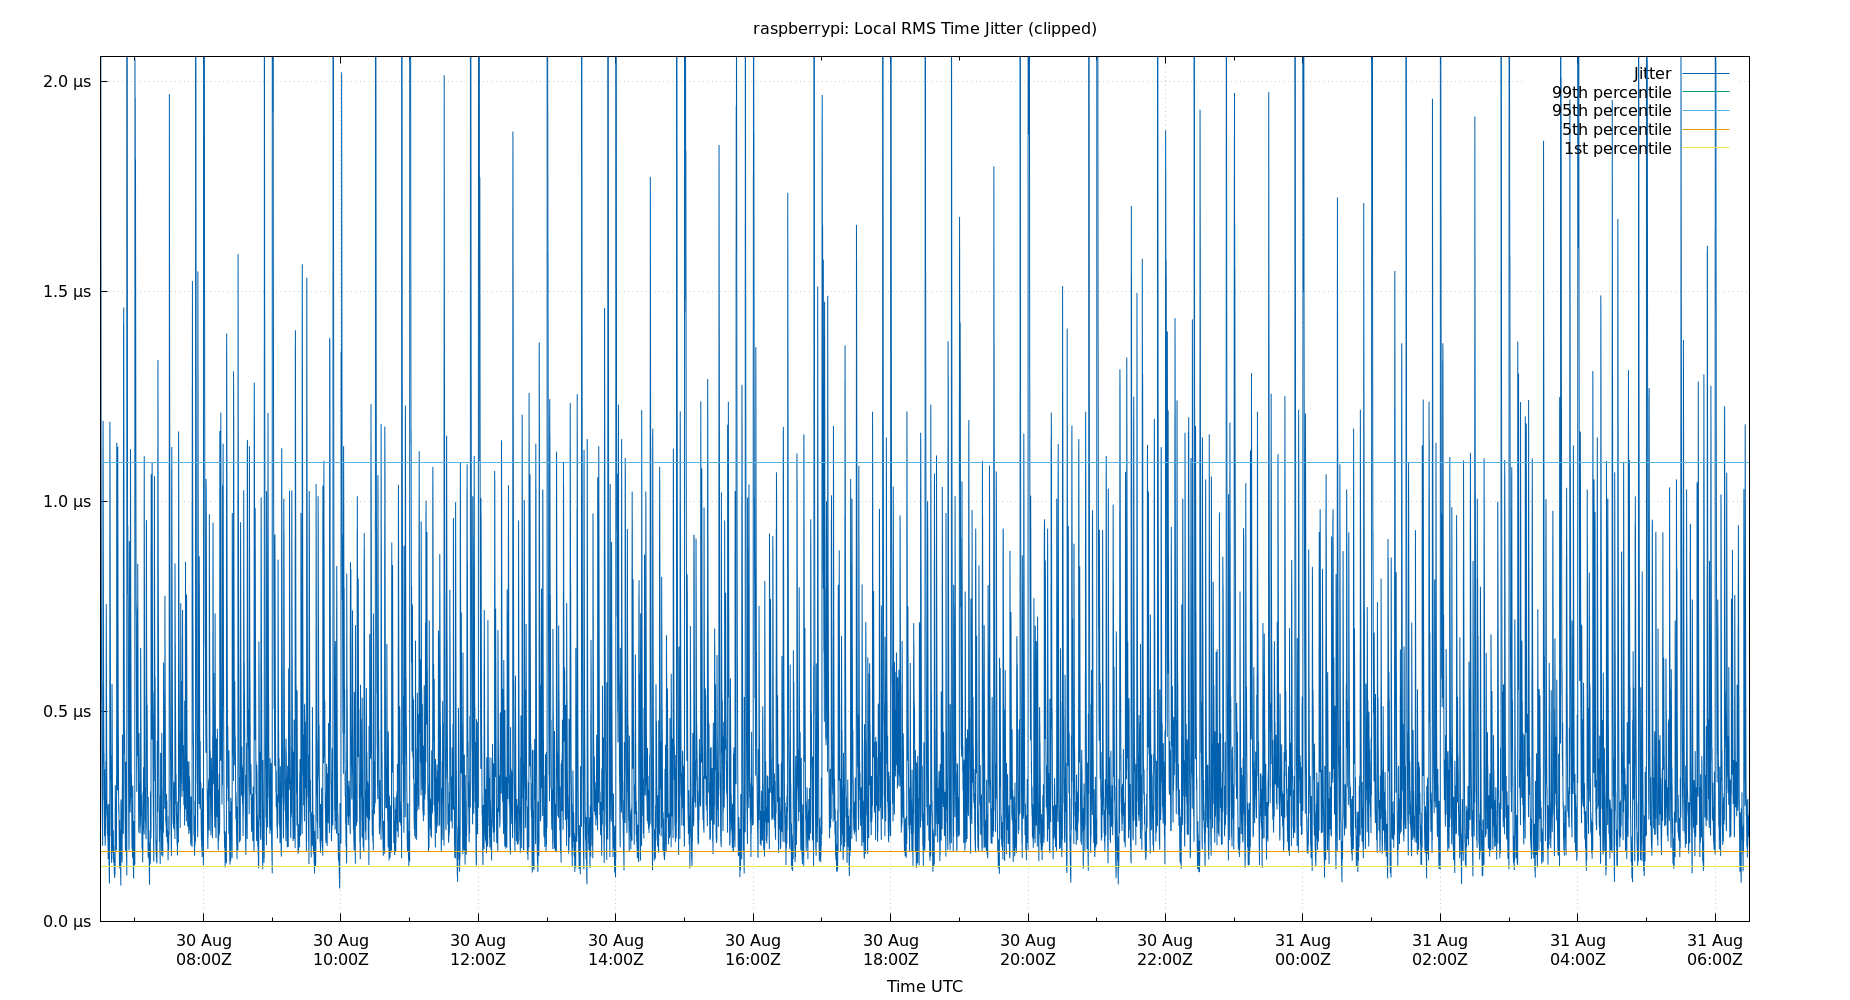 raspberrypi: Local RMS Time Jitter (clipped)
2.0 µs
1.5 µs
1.0 µs
0.5 µs
0.0 µs
Jitter
99th percentile
95th percentile
5th percentile
1st percentile
30 Aug 30 Aug 30 Aug 30 Aug 30 Aug 30 Aug 30 Aug 30 Aug 31 Aug 31 Aug 31 Aug 31 Aug
08:00Z 10:00Z 12:00Z 14:00Z 16:00Z 18:00Z 20:00Z 22:00Z 00:00Z 02:00Z 04:00Z 06:00Z
Time UTC